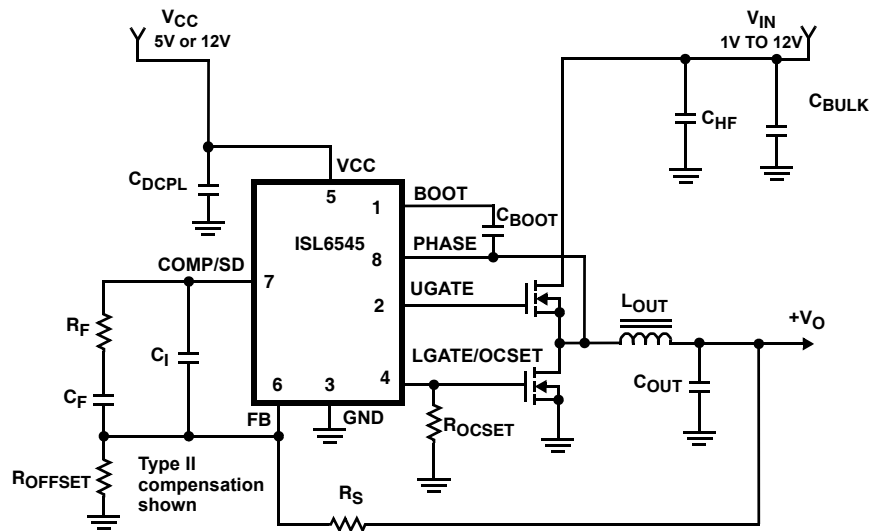 VCC
5V or 12V
VIN
1V TO 12V
CHF
CBULK
VCC
CDCPL
5
1
BOOT
CBOOT
ISL6545
8
PHASE
COMP/SD
7
2
UGATE
RF
CI
LOUT
+VO
LGATE/OCSET
6
3
4
COUT
CF
FB
GND
ROCSET
ROFFSET
Type II
compensation
shown
RS